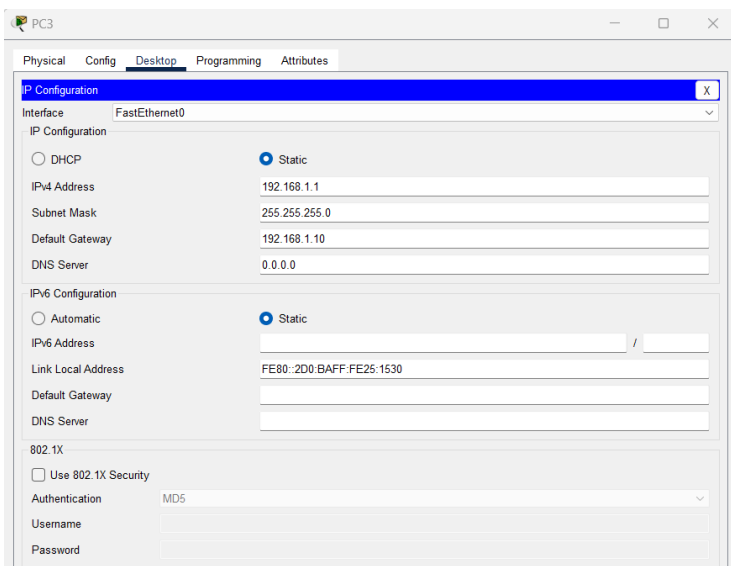 PC3
Physical Config Desktop Programming Attributes
IP Configuration X
Interface FastEthernet0
IP Configuration
DHCP Static
IPv4 Address 192.168.1.1
Subnet Mask 255.255.255.0
Default Gateway 192.168.1.10
DNS Server 0.0.0.0
IPv6 Configuration
Automatic Static
IPv6 Address /
Link Local Address FE80::2D0:BAFF:FE25:1530
Default Gateway
DNS Server
802.1X
Use 802.1X Security
Authentication MD5
Username
Password